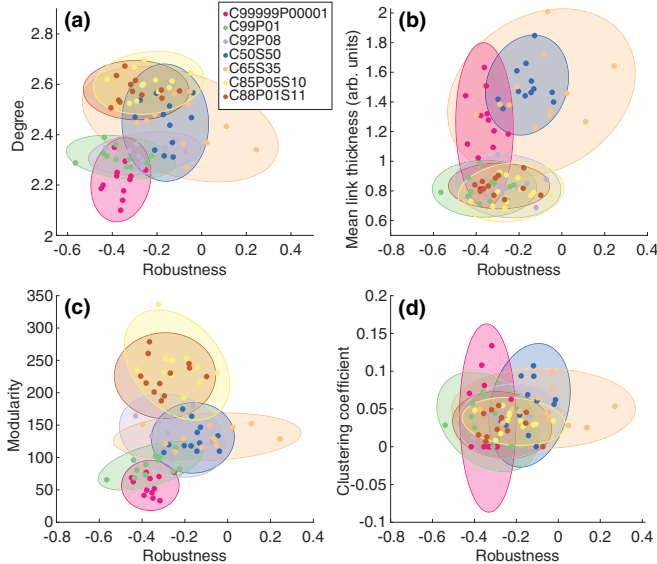 (a)
2.8
2.6
2.4
2.2
2
Degree
-0.6 -0.4 -0.2 0 0.2 0.4
Robustness
C99999P00001
C99P01
C92P08
C50S50
C65S35
C85P05S10
C88P01S11
(b)
2
1.8
1.6
1.4
1.2
1
0.8
0.6
Mean link thickness (arb. units)
-0.8 -0.6 -0.4 -0.2 0 0.2 0.4
Robustness
(c)
350
300
250
200
150
100
50
0
Modularity
-0.8 -0.6 -0.4 -0.2 0 0.2 0.4
Robustness
(d)
0.2
0.15
0.1
0.05
0
-0.05
-0.1
Clustering coefficient
-0.8 -0.6 -0.4 -0.2 0 0.2 0.4
Robustness